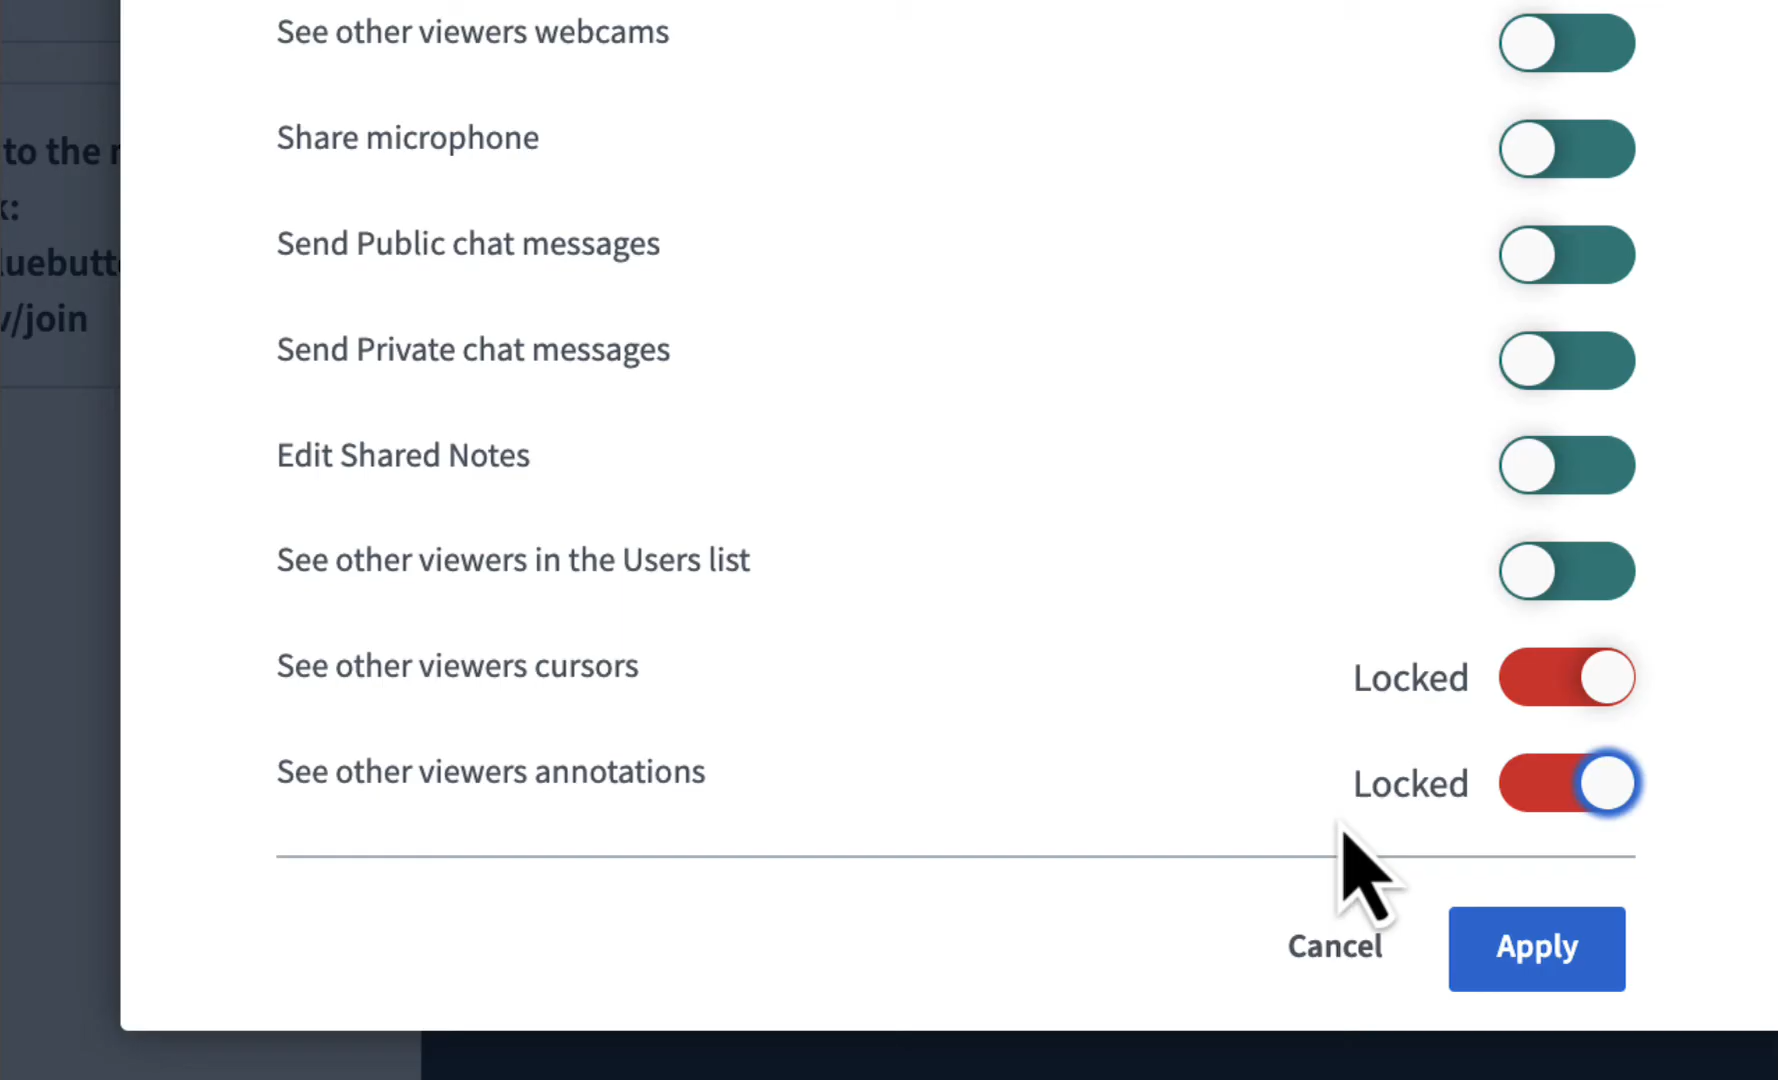 See other viewers webcams
Share microphone
to the
k:
Send Public chat messages
luebutt
Send Private chat messages
/join
Edit Shared Notes
See other viewers in the Users list
See other viewers cursors
Locked
See other viewers annotations
Locked
Cancel
Apply